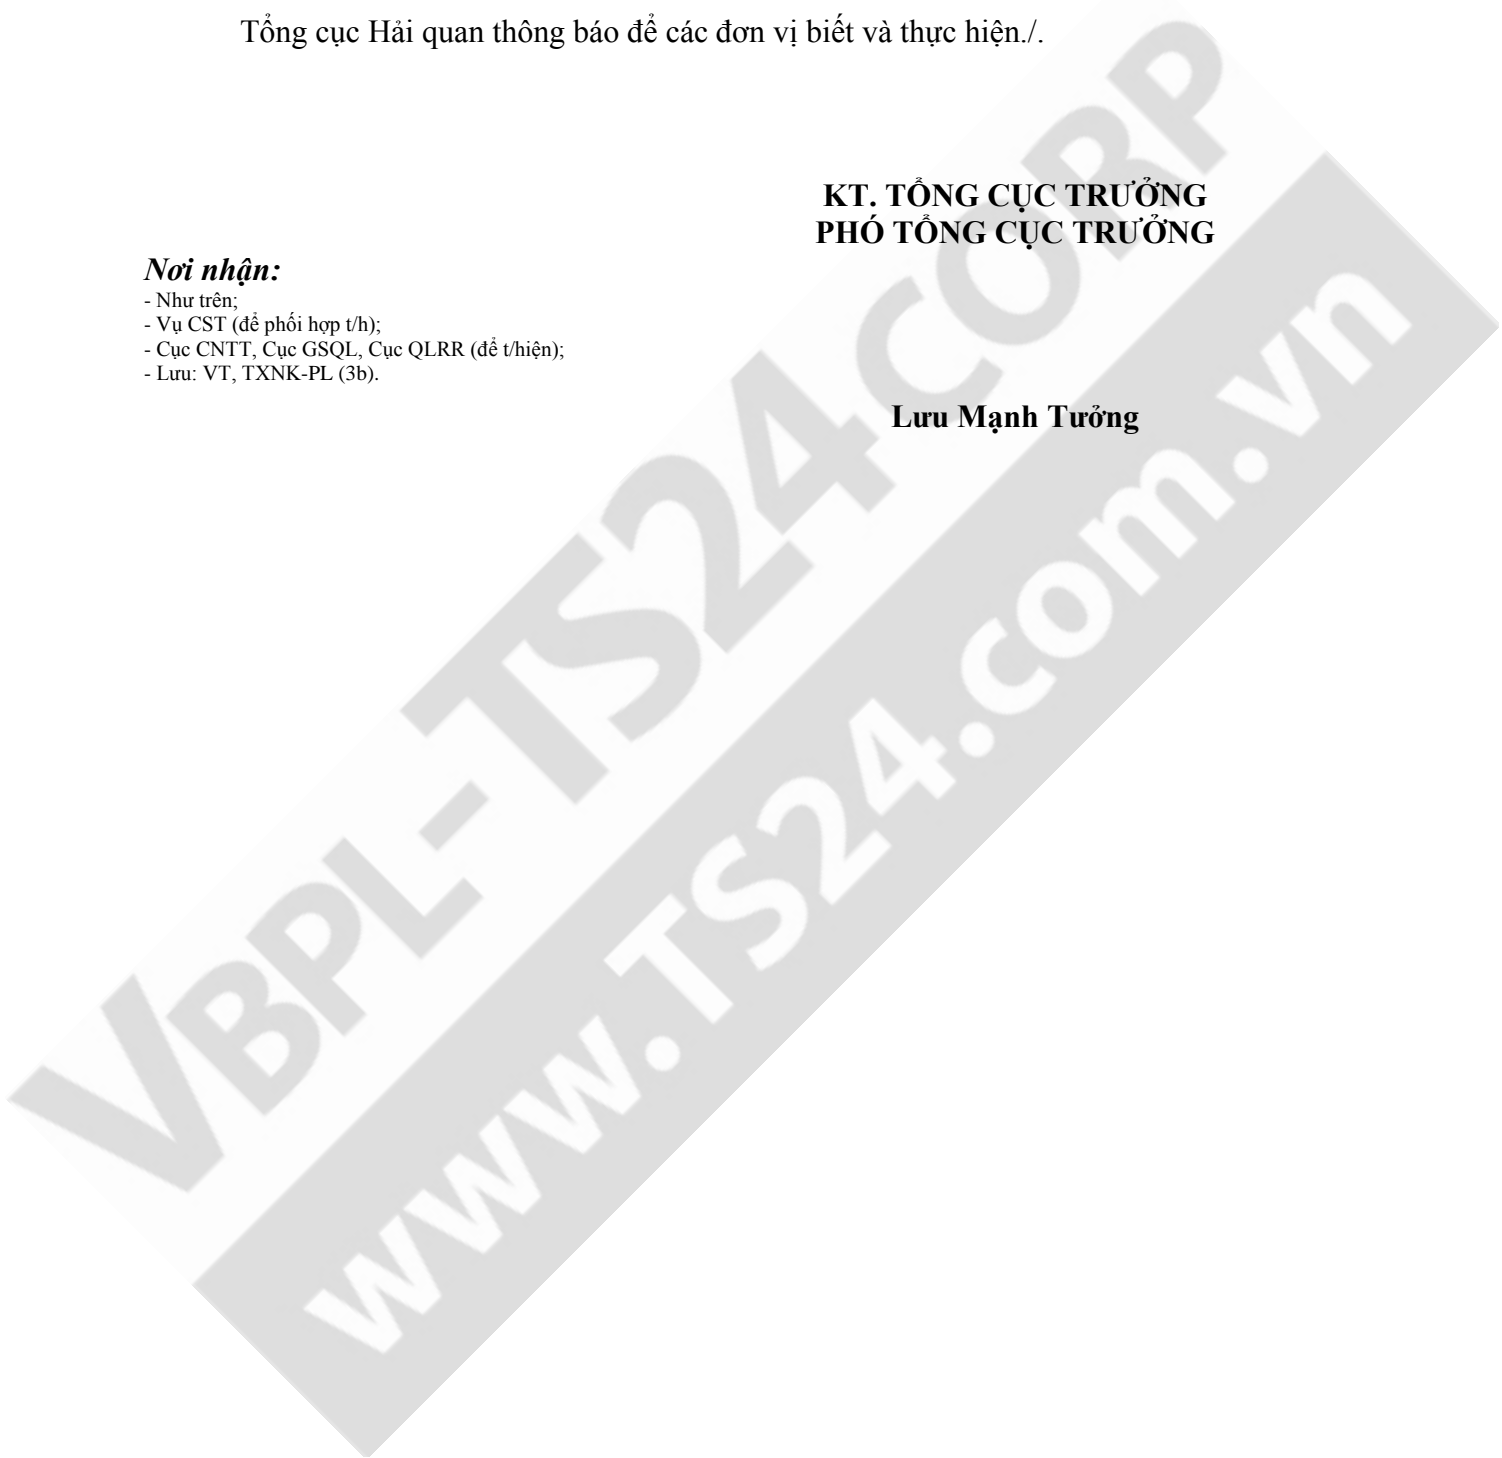 Tổng cục Hải quan thông báo để các đơn vị biết và thực hiện./.
KT. TỔNG CỤC TRƯỞNG
PHÓ TỔNG CỤC TRƯỞNG
Nơi nhận:
- Như trên;
- Vụ CST (để phối hợp t/h);
- Cục CNTT, Cục GSQL, Cục QLRR (để t/hiện);
- Lưu: VT, TXNK-PL (3b).
Lưu Mạnh Tưởng
VBPL-TS24CORP
www.TS24.com.vn